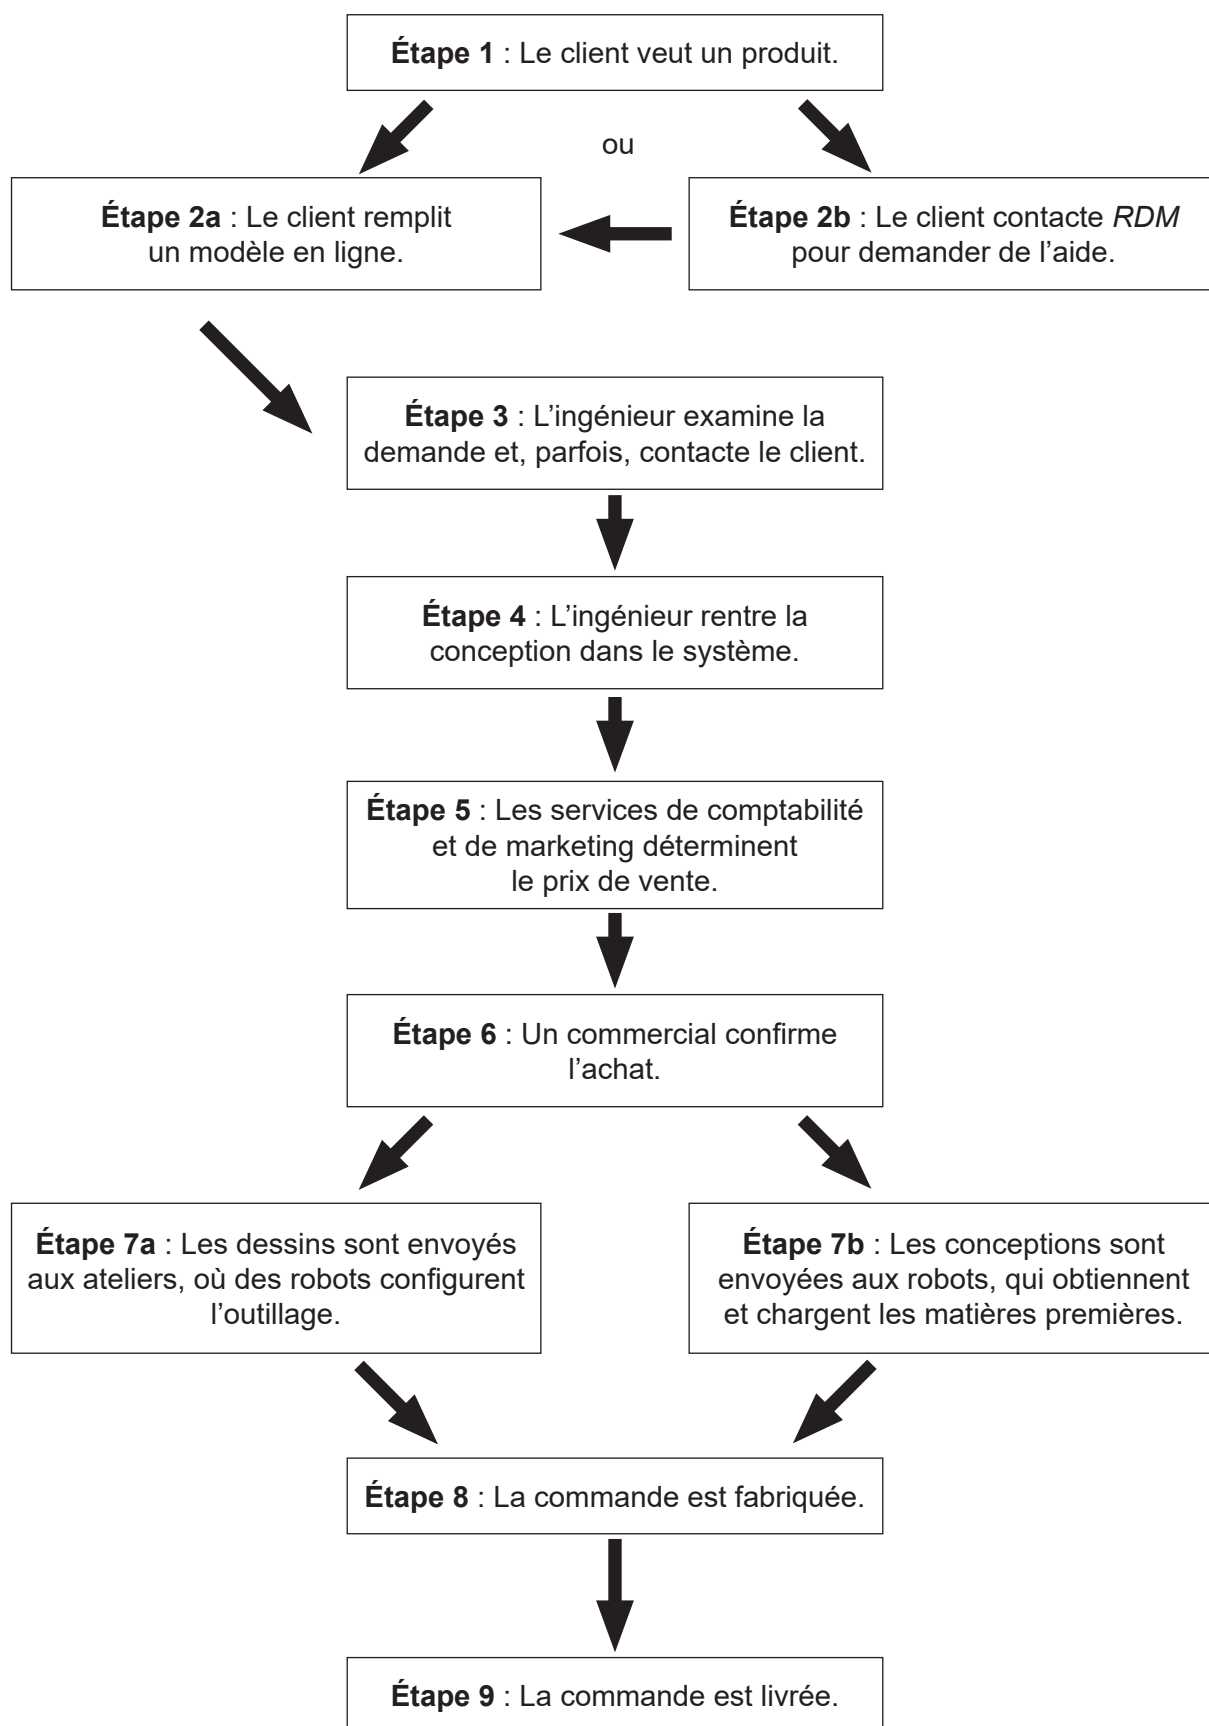 Étape 1 : Le client veut un produit.
ou
Étape 2a : Le client remplit
un modèle en ligne.
Étape 2b : Le client contacte RDM
pour demander de l’aide.
Étape 3 : L’ingénieur examine la
demande et, parfois, contacte le client.
Étape 4 : L’ingénieur rentre la
conception dans le système.
Étape 5 : Les services de comptabilité
et de marketing déterminent
le prix de vente.
Étape 6 : Un commercial confirme
l’achat.
Étape 7a : Les dessins sont envoyés
aux ateliers, où des robots configurent
l’outillage.
Étape 7b : Les conceptions sont
envoyées aux robots, qui obtiennent
et chargent les matières premières.
Étape 8 : La commande est fabriquée.
Étape 9 : La commande est livrée.